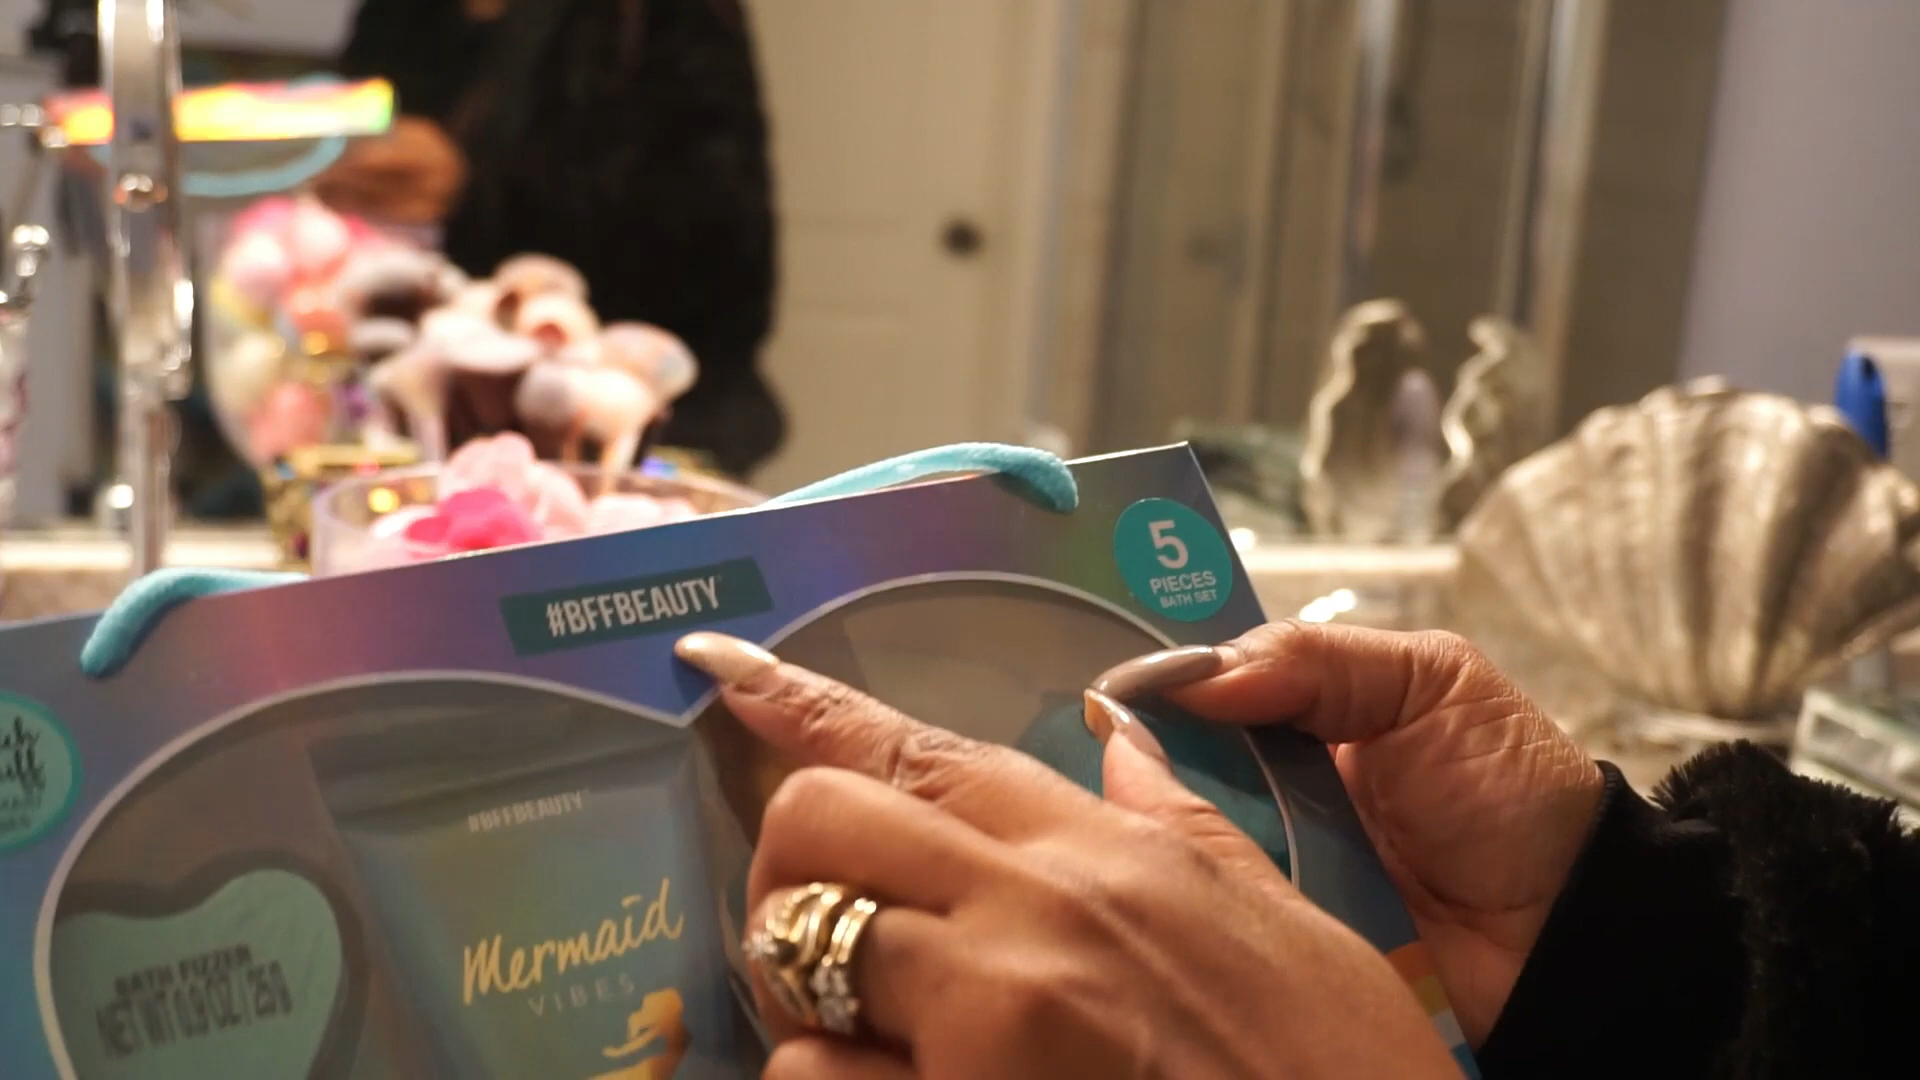 #BFFBEAUTY
5
PIECES
BATH SET
#BFFBEAUTY
Mermaid
VIBES
BATH FIZZER
NET WT 0.9 OZ / 25g